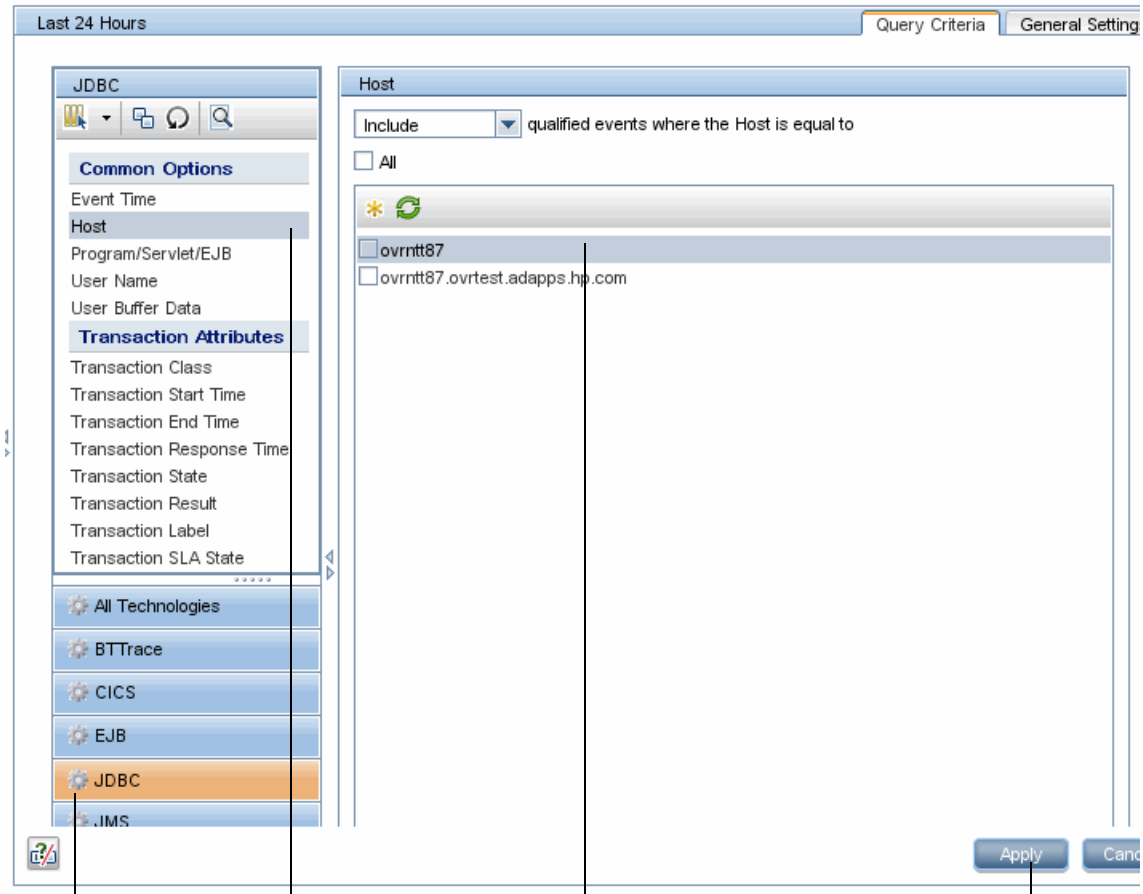 Last 24 Hours
Query Criteria
General Setting
JDBC
Common Options
Event Time
Host
Program/Servlet/EJB
User Name
User Buffer Data
Transaction Attributes
Transaction Class
Transaction Start Time
Transaction End Time
Transaction Response Time
Transaction State
Transaction Result
Transaction Label
Transaction SLA State
All Technologies
BTTrace
CICS
EJB
JDBC
JMS
Host
Include qualified events where the Host is equal to
All
ovrntt87
ovrntt87.ovrtest.adapps.hp.com
Apply
Canc